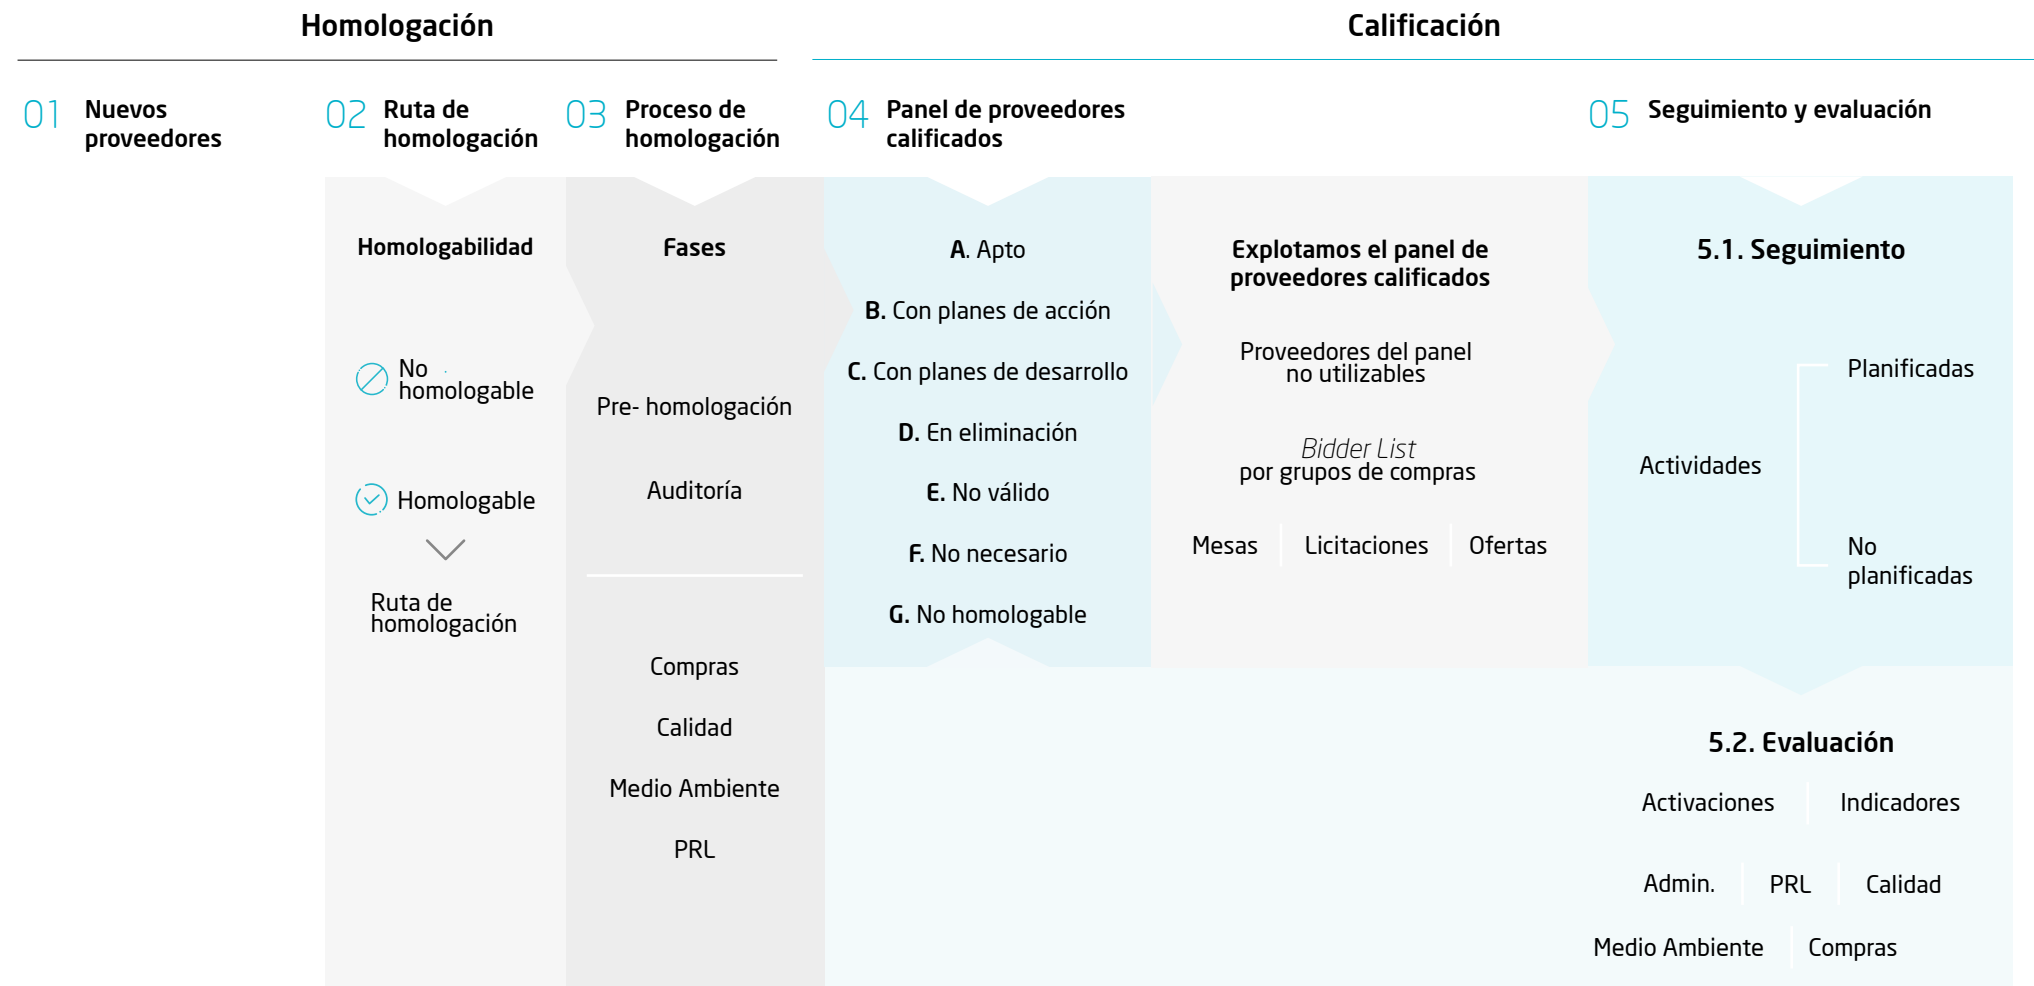 Homologación
Calificación
01 Nuevos
proveedores
02 Ruta de
homologación
03 Proceso de
homologación
04 Panel de proveedores
calificados
05 Seguimiento y evaluación
Homologabilidad
No
homologable
Homologable
Ruta de
homologación
Fases
Pre- homologación
Auditoría
Compras
Calidad
Medio Ambiente
PRL
A. Apto
B. Con planes de acción
C. Con planes de desarrollo
D. En eliminación
E. No válido
F. No necesario
G. No homologable
Explotamos el panel de
proveedores calificados
Proveedores del panel
no utilizables
Bidder List
por grupos de compras
Mesas Licitaciones Ofertas
5.1. Seguimiento
Actividades
Planificadas
No
planificadas
5.2. Evaluación
Activaciones Indicadores
Admin. PRL Calidad
Medio Ambiente Compras